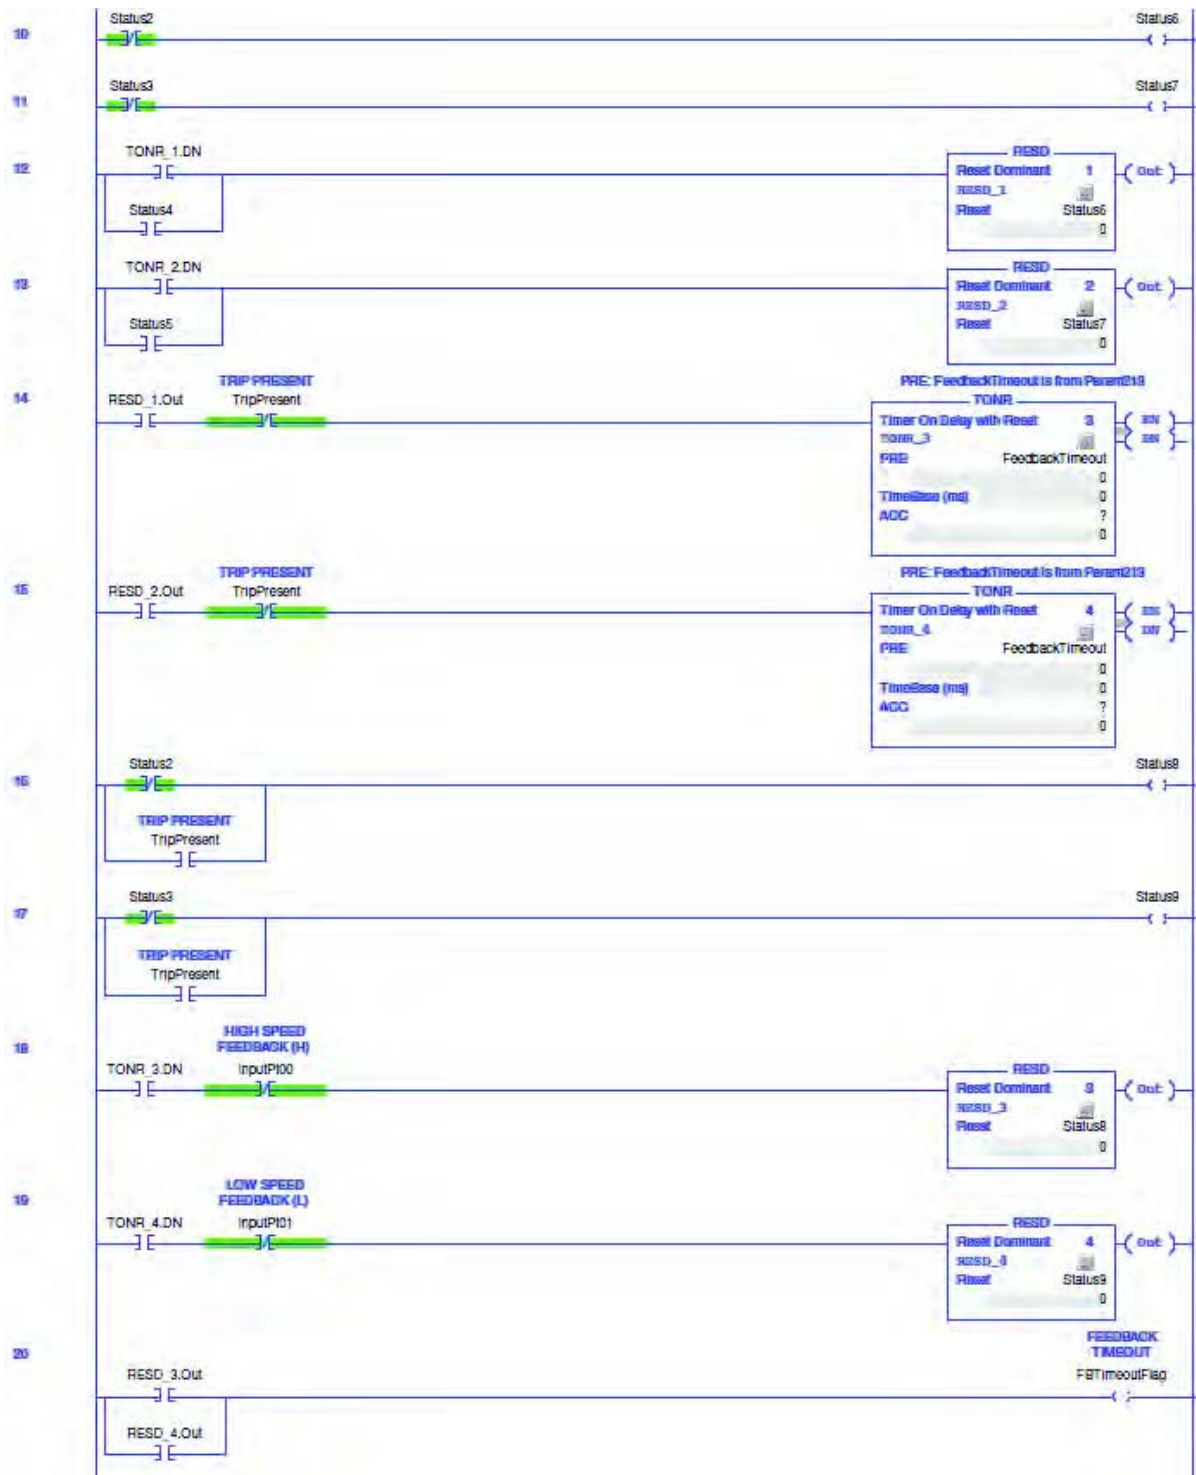 Status2
Status6
10
Status3
Status7
11
TONR_1.DN
12
RESD
Reset Dominant 1
RESD_1
Reset Status6
0
Out
Status4
TONR_2.DN
13
RESD
Reset Dominant 2
RESD_2
Reset Status7
0
Out
Status5
TRIP PRESENT
PRE: FeedbackTimeout is from Param213
14
RESD_1.Out
TripPresent
TONR
Timer On Delay with Reset 3
TONR_3
PRE FeedbackTimeout
0
TimeBase (ms) 0
ACC ?
0
EN
DN
TRIP PRESENT
PRE: FeedbackTimeout is from Param213
15
RESD_2.Out
TripPresent
TONR
Timer On Delay with Reset 4
TONR_4
PRE FeedbackTimeout
0
TimeBase (ms) 0
ACC ?
0
EN
DN
Status2
Status8
16
TRIP PRESENT
TripPresent
Status3
Status9
17
TRIP PRESENT
TripPresent
HIGH SPEED
FEEDBACK (H)
18
TONR_3.DN
InputPt00
RESD
Reset Dominant 3
RESD_3
Reset Status8
0
Out
LOW SPEED
FEEDBACK (L)
19
TONR_4.DN
InputPt01
RESD
Reset Dominant 4
RESD_4
Reset Status9
0
Out
FEEDBACK
TIMEOUT
20
RESD_3.Out
FBTimeoutFlag
RESD_4.Out